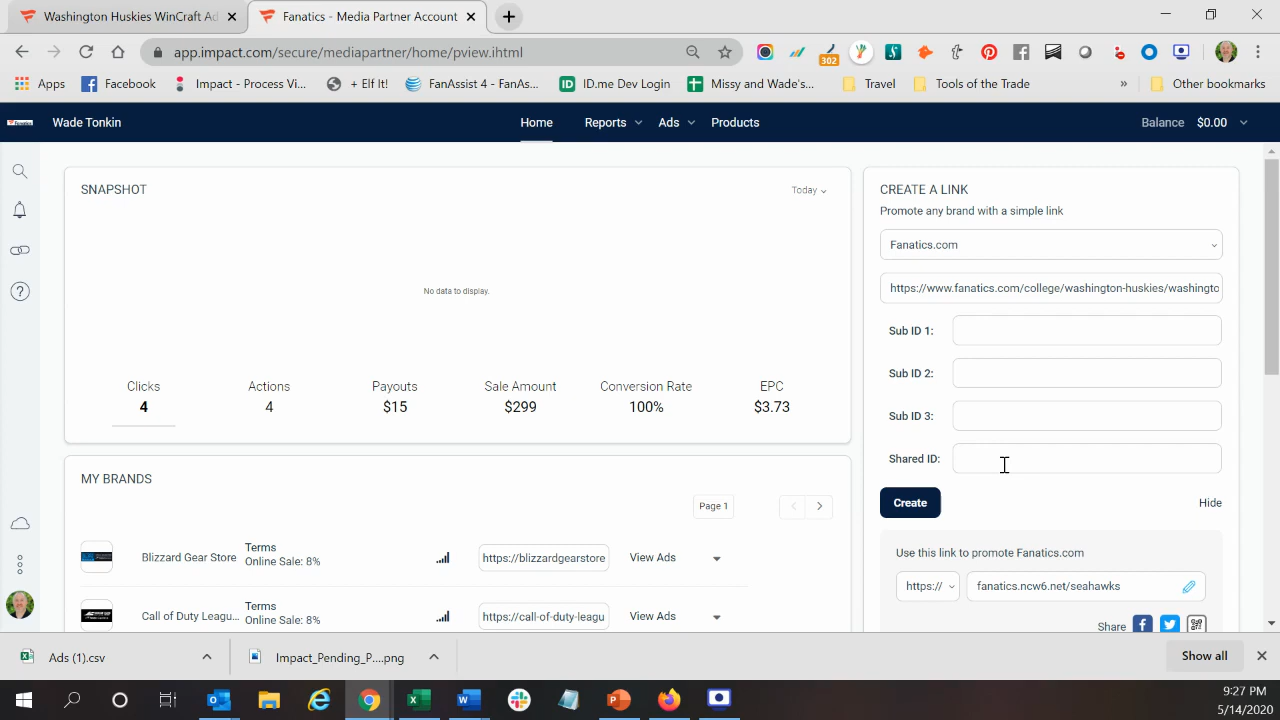 Washington Huskies WinCraft Ad
Fanatics - Media Partner Account
app.impact.com/secure/mediapartner/home/pview.ihtml
302
Apps
Facebook
Impact - Process Vi...
+ Elf It!
FanAssist 4 - FanAs...
ID.me Dev Login
Missy and Wade's...
Travel
Tools of the Trade
»
Other bookmarks
Fanatics
Wade Tonkin
Home
Reports
Ads
Products
Balance $0.00
SNAPSHOT
Today
No data to display.
Clicks
Actions
Payouts
Sale Amount
Conversion Rate
EPC
4
4
$15
$299
100%
$3.73
MY BRANDS
Page 1
Blizzard Gear Store
Terms
Online Sale: 8%
https://blizzardgearstore
View Ads
Call of Duty Leagu...
Terms
Online Sale: 8%
https://call-of-duty-leagu
View Ads
CREATE A LINK
Promote any brand with a simple link
Fanatics.com
https://www.fanatics.com/college/washington-huskies/washingto
Sub ID 1:
Sub ID 2:
Sub ID 3:
Shared ID:
Create
Hide
Use this link to promote Fanatics.com
https://
fanatics.ncw6.net/seahawks
Share
Ads (1).csv
Impact_Pending_P....png
Show all
9:27 PM
5/14/2020